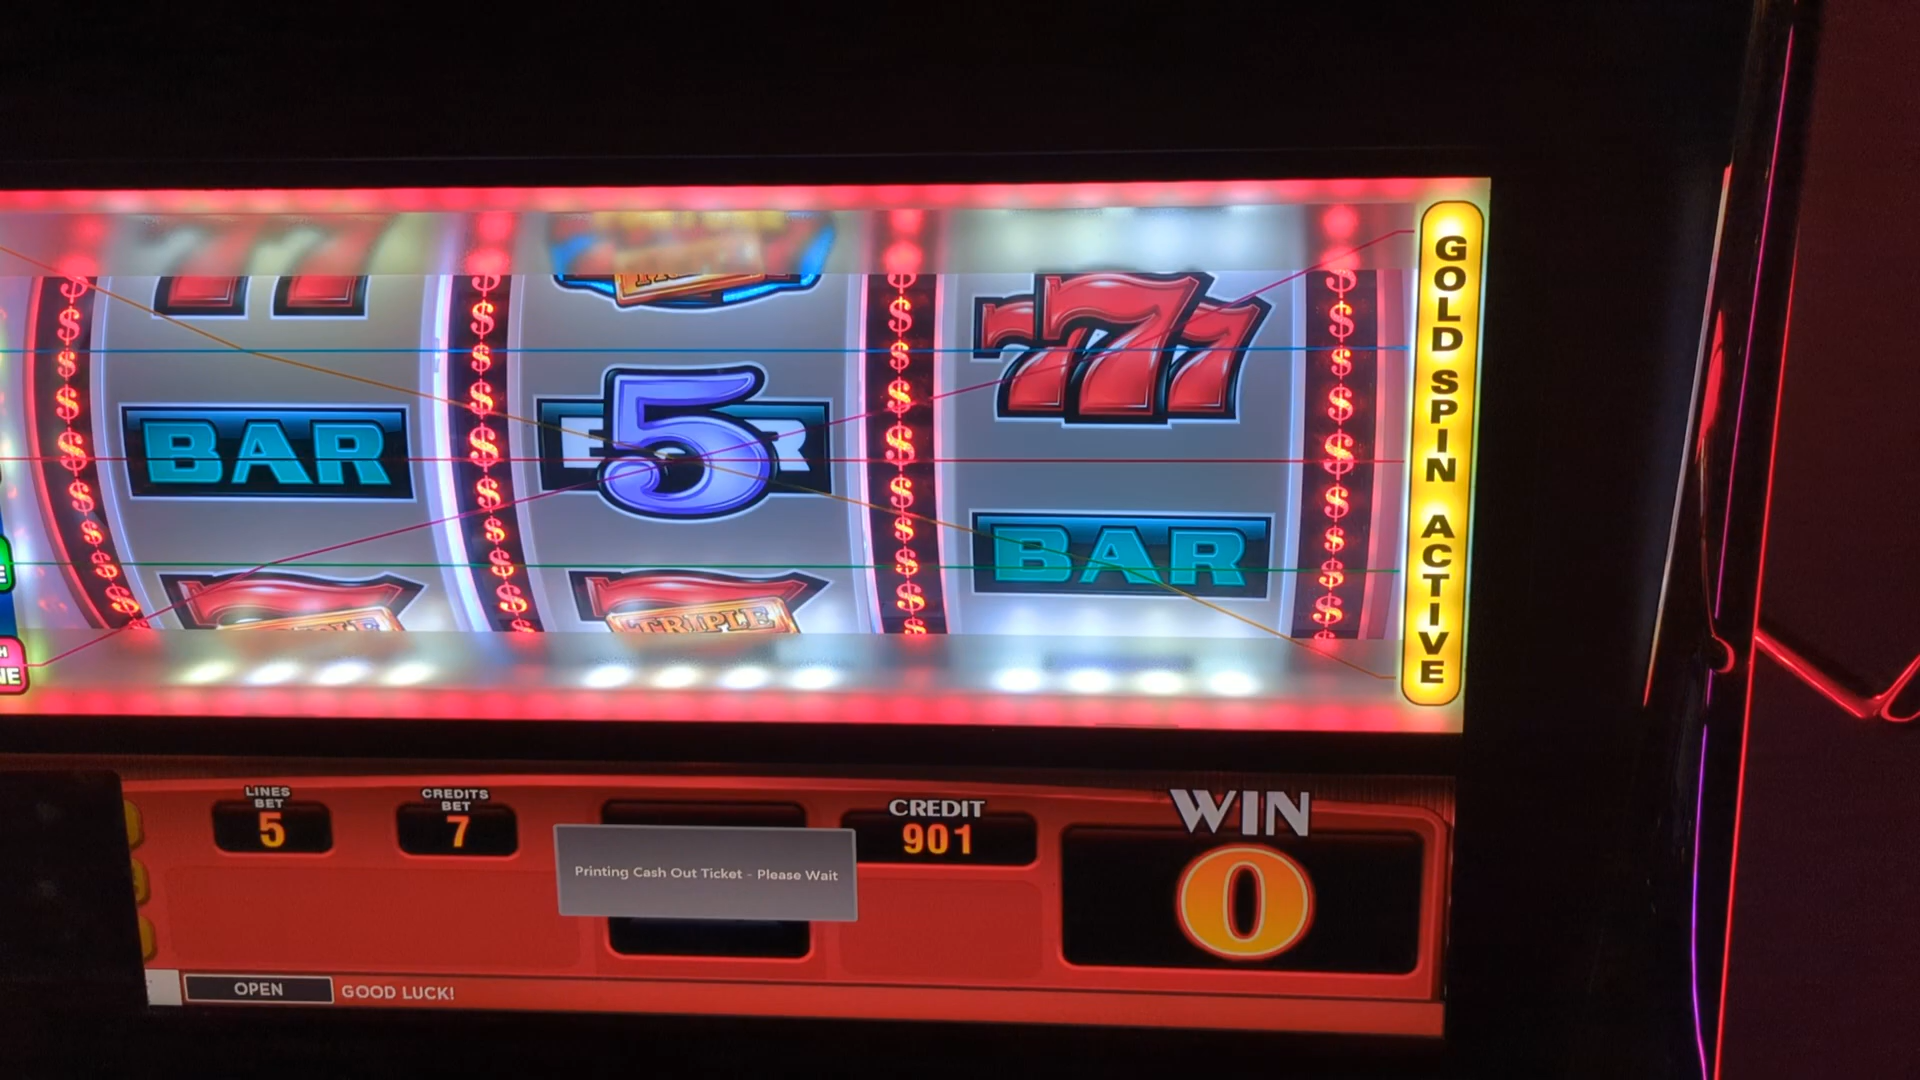 777
BAR
5
BAR
TRIPLE
$
GOLD SPIN ACTIVE
LINES BET
5
CREDITS BET
7
CREDIT
901
WIN
0
Printing Cash Out Ticket - Please Wait
OPEN
GOOD LUCK!